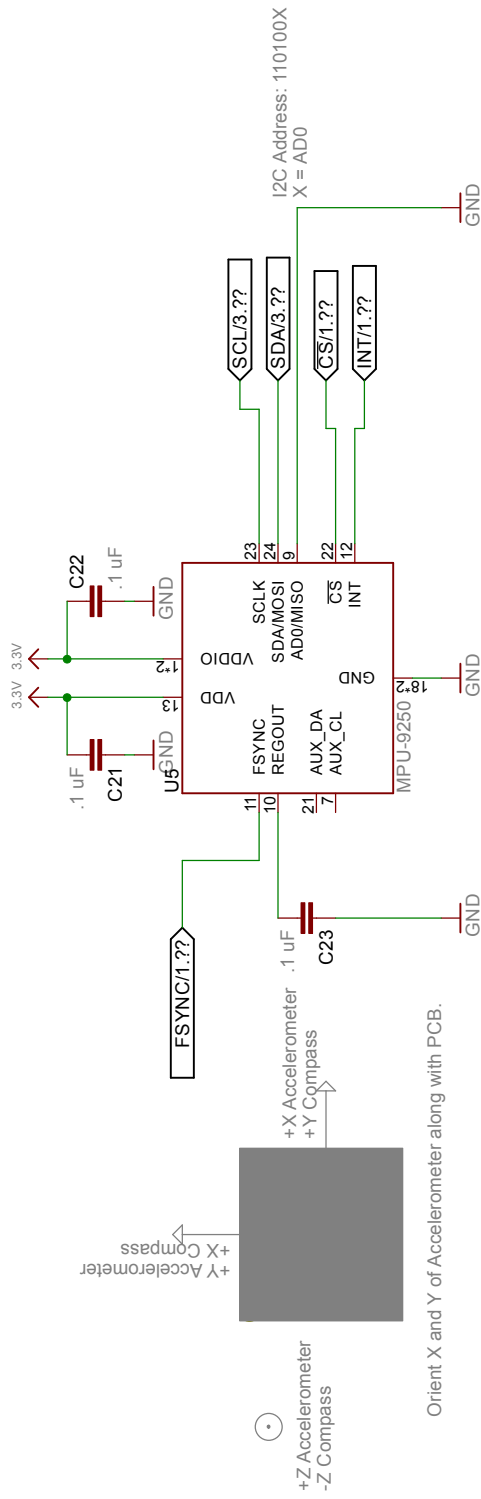 3.3V
3.3V
.1 uF
C21
GND
C22
.1 uF
GND
U5
13
VDD
1*2
VDDIO
FSYNC/1.??
11
FSYNC
10
REGOUT
21
AUX_DA
7
AUX_CL
SCLK
23
SDA/MOSI
24
AD0/MISO
9
CS
22
INT
12
GND
18*2
MPU-9250
GND
SCL/3.??
SDA/3.??
CS/1.??
INT/1.??
I2C Address: 110100X
X = AD0
GND
.1 uF
C23
GND
+Y Accelerometer
+X Compass
+X Accelerometer
+Y Compass
+Z Accelerometer
-Z Compass
Orient X and Y of Accelerometer along with PCB.